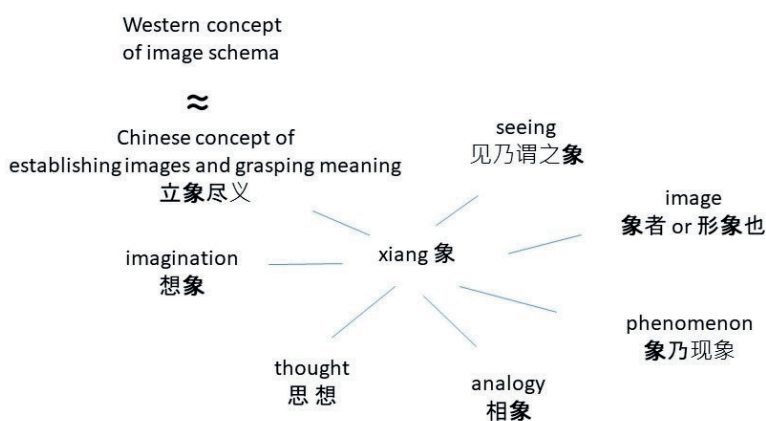 Western concept
of image schema
≈
Chinese concept of
establishing images and grasping meaning
立象尽义
seeing
见乃谓之象
image
象者 or 形象也
xiang 象
imagination
想象
phenomenon
象乃现象
thought
思 想
analogy
相象